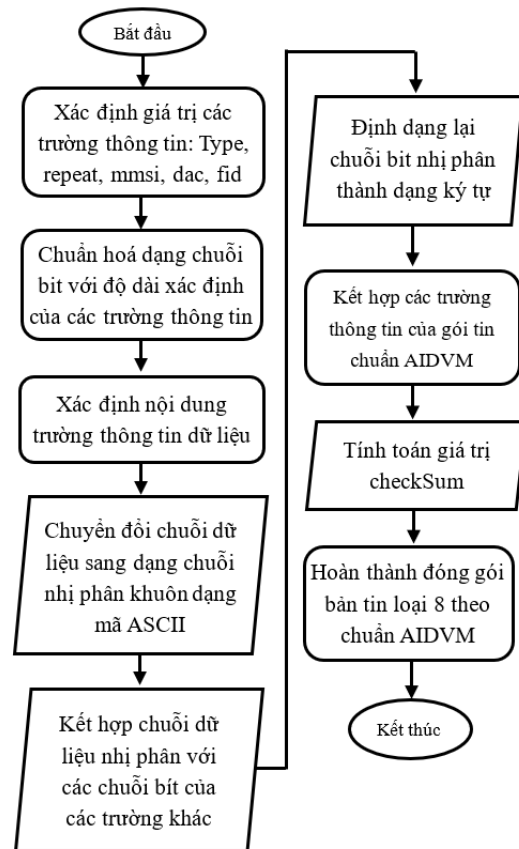 Bắt đầu
Xác định giá trị các
trường thông tin: Type,
repeat, mmsi, dac, fid
Chuẩn hoá dạng chuỗi
bit với độ dài xác định
của các trường thông tin
Xác định nội dung
trường thông tin dữ liệu
Chuyển đổi chuỗi dữ
liệu sang dạng chuỗi
nhị phân khuôn dạng
mã ASCII
Kết hợp chuỗi dữ
liệu nhị phân với
các chuỗi bít của
các trường khác
Định dạng lại
chuỗi bit nhị phân
thành dạng ký tự
Kết hợp các trường
thông tin của gói tin
chuẩn AIDVM
Tính toán giá trị
checkSum
Hoàn thành đóng gói
bản tin loại 8 theo
chuẩn AIDVM
Kết thúc